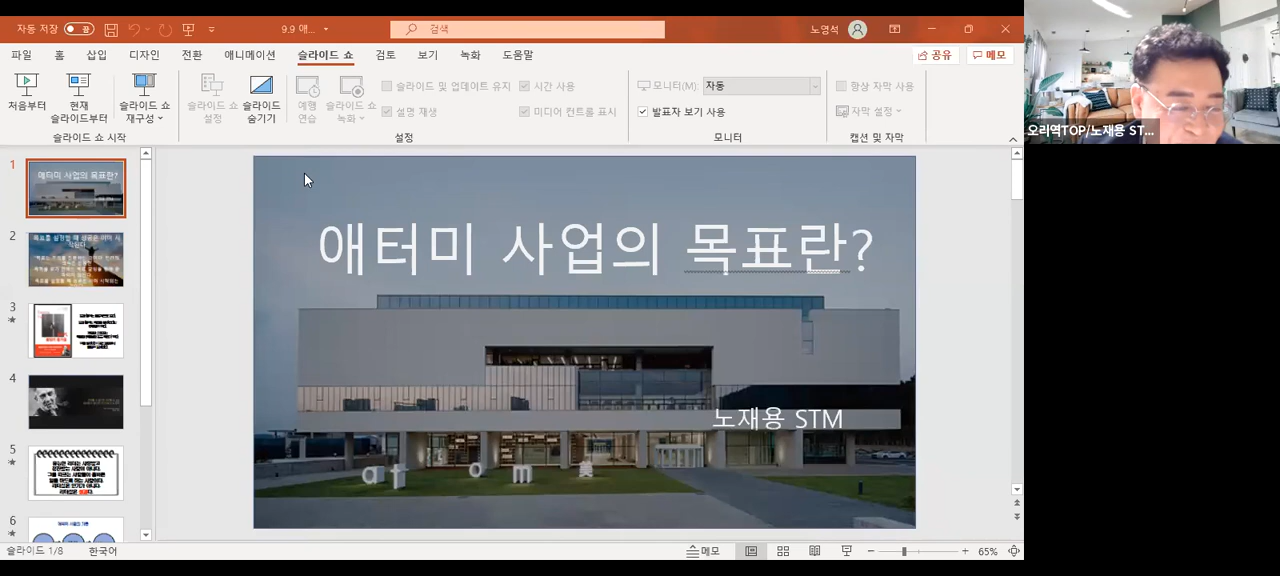 자동 저장 끔 9.9 애... 검색 노영석
파일 홈 삽입 디자인 전환 애니메이션 슬라이드 쇼 검토 보기 녹화 도움말 공유 메모
처음부터 현재 슬라이드부터 슬라이드 쇼 재구성
슬라이드 쇼 시작
슬라이드 쇼 설정 슬라이드 숨기기 예행 연습 슬라이드 쇼 녹화
슬라이드 및 업데이트 유지 시간 사용
설명 재생 미디어 컨트롤 표시
설정
모니터(M): 자동
발표자 보기 사용
모니터
항상 자막 사용
자막 설정
캡션 및 자막
오리역TOP/노재용 ST...
1
애터미 사업의 목표란?
2
3
4
5
6
애터미 사업의 목표란?
노재용 STM
at o m 美
슬라이드 1/8 한국어 메모 65%